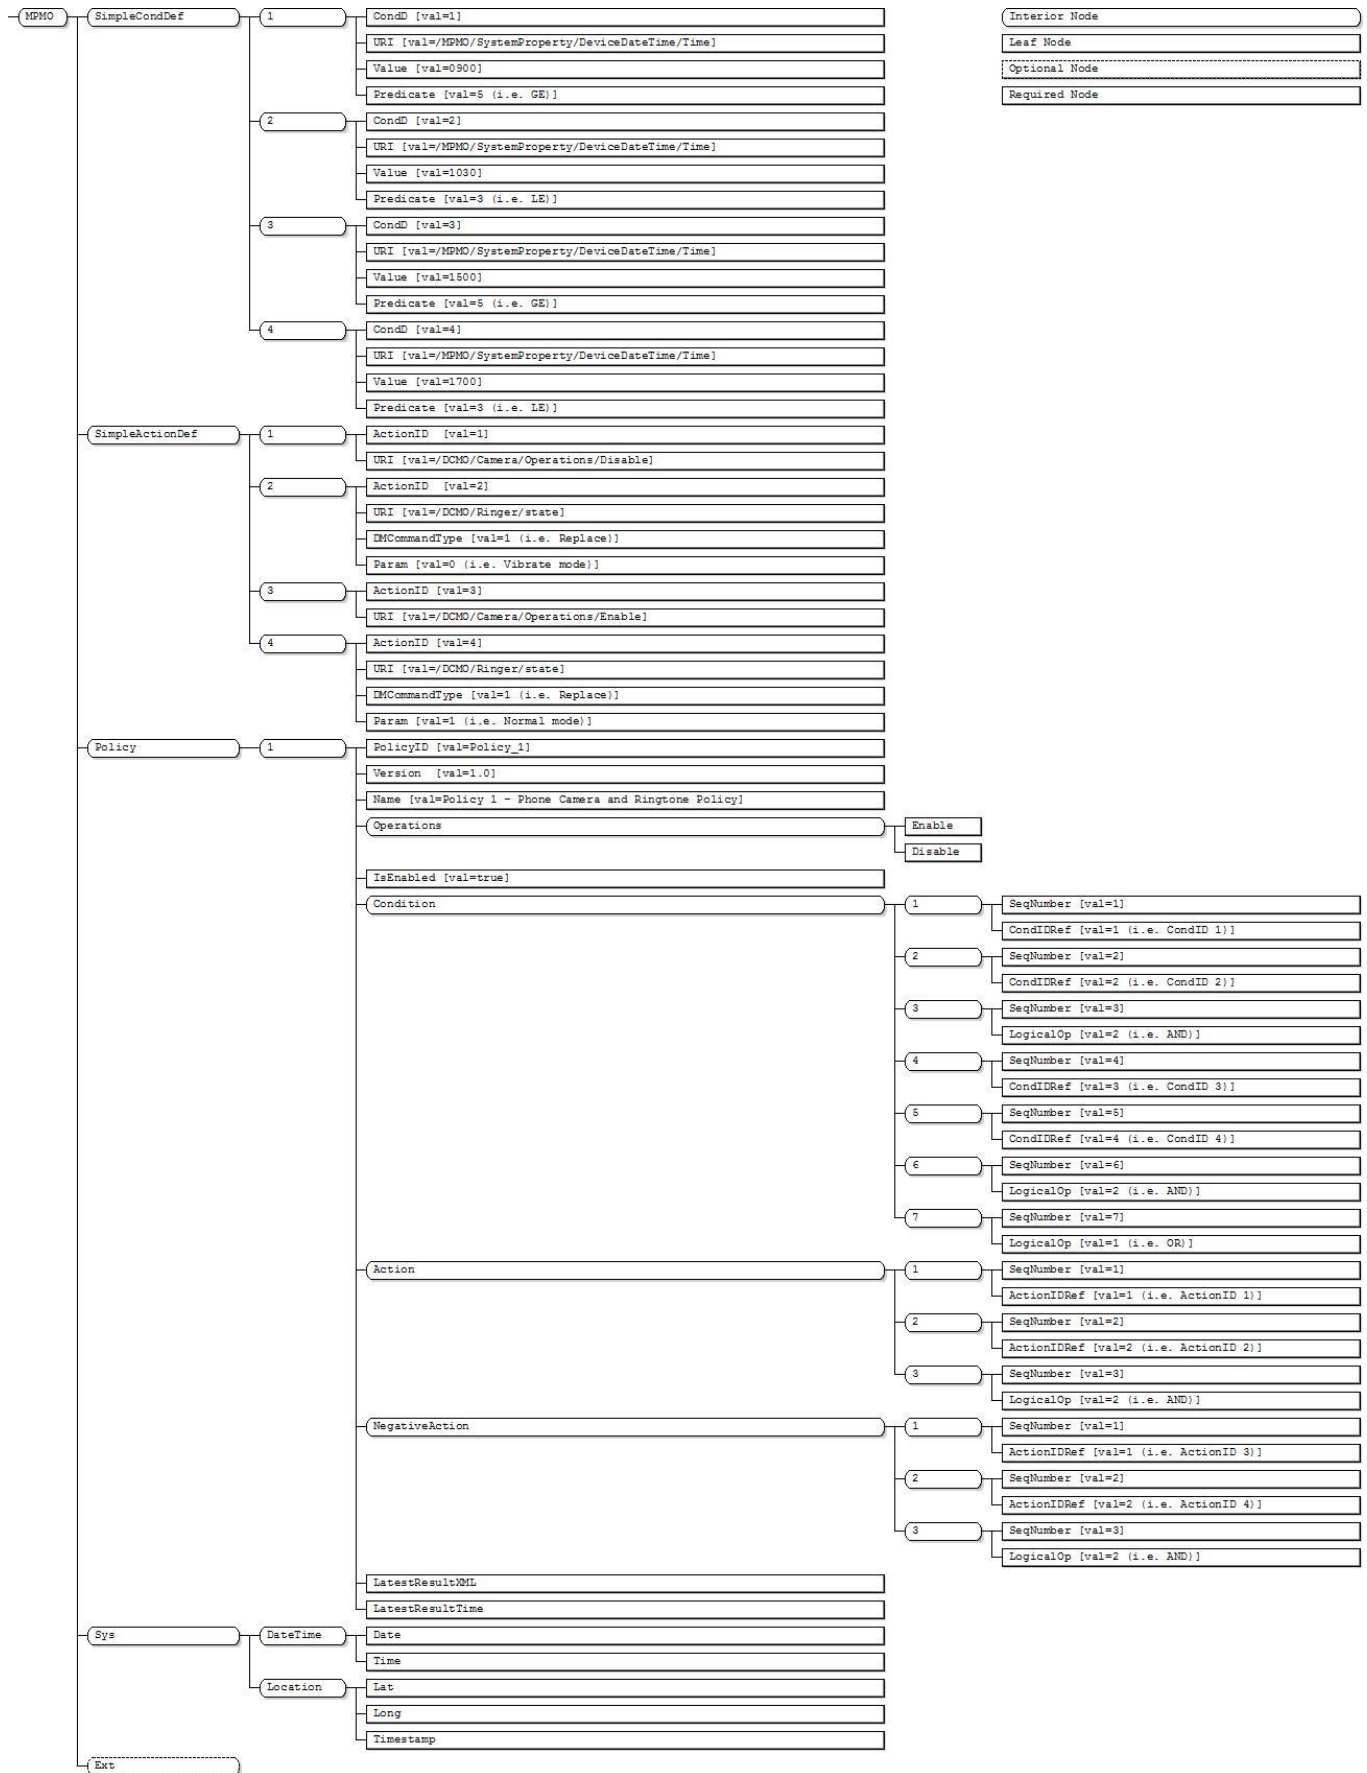 MPMO
SimpleCondDef
1
CondD [val=1]
URI [val=/MPMO/SystemProperty/DeviceDateTime/Time]
Value [val=0900]
Predicate [val=5 (i.e. GE)]
2
CondD [val=2]
URI [val=/MPMO/SystemProperty/DeviceDateTime/Time]
Value [val=1030]
Predicate [val=3 (i.e. LE)]
3
CondD [val=3]
URI [val=/MPMO/SystemProperty/DeviceDateTime/Time]
Value [val=1500]
Predicate [val=5 (i.e. GE)]
4
CondD [val=4]
URI [val=/MPMO/SystemProperty/DeviceDateTime/Time]
Value [val=1700]
Predicate [val=3 (i.e. LE)]
Interior Node
Leaf Node
Optional Node
Required Node
SimpleActionDef
1
ActionID [val=1]
URI [val=/DCMO/Camera/Operations/Disable]
2
ActionID [val=2]
URI [val=/DCMO/Ringer/state]
DMCommandType [val=1 (i.e. Replace)]
Param [val=0 (i.e. Vibrate mode)]
3
ActionID [val=3]
URI [val=/DCMO/Camera/Operations/Enable]
4
ActionID [val=4]
URI [val=/DCMO/Ringer/state]
DMCommandType [val=1 (i.e. Replace)]
Param [val=1 (i.e. Normal mode)]
Policy
1
PolicyID [val=Policy_1]
Version [val=1.0]
Name [val=Policy 1 - Phone Camera and Ringtone Policy]
Operations
Enable
Disable
IsEnabled [val=true]
Condition
1
SeqNumber [val=1]
CondIDRef [val=1 (i.e. CondID 1)]
2
SeqNumber [val=2]
CondIDRef [val=2 (i.e. CondID 2)]
3
SeqNumber [val=3]
LogicalOp [val=2 (i.e. AND)]
4
SeqNumber [val=4]
CondIDRef [val=3 (i.e. CondID 3)]
5
SeqNumber [val=5]
CondIDRef [val=4 (i.e. CondID 4)]
6
SeqNumber [val=6]
LogicalOp [val=2 (i.e. AND)]
7
SeqNumber [val=7]
LogicalOp [val=1 (i.e. OR)]
Action
1
SeqNumber [val=1]
ActionIDRef [val=1 (i.e. ActionID 1)]
2
SeqNumber [val=2]
ActionIDRef [val=2 (i.e. ActionID 2)]
3
SeqNumber [val=3]
LogicalOp [val=2 (i.e. AND)]
NegativeAction
1
SeqNumber [val=1]
ActionIDRef [val=1 (i.e. ActionID 3)]
2
SeqNumber [val=2]
ActionIDRef [val=2 (i.e. ActionID 4)]
3
SeqNumber [val=3]
LogicalOp [val=2 (i.e. AND)]
LatestResultXML
LatestResultTime
Sys
DateTime
Date
Time
Location
Lat
Long
Timestamp
Ext